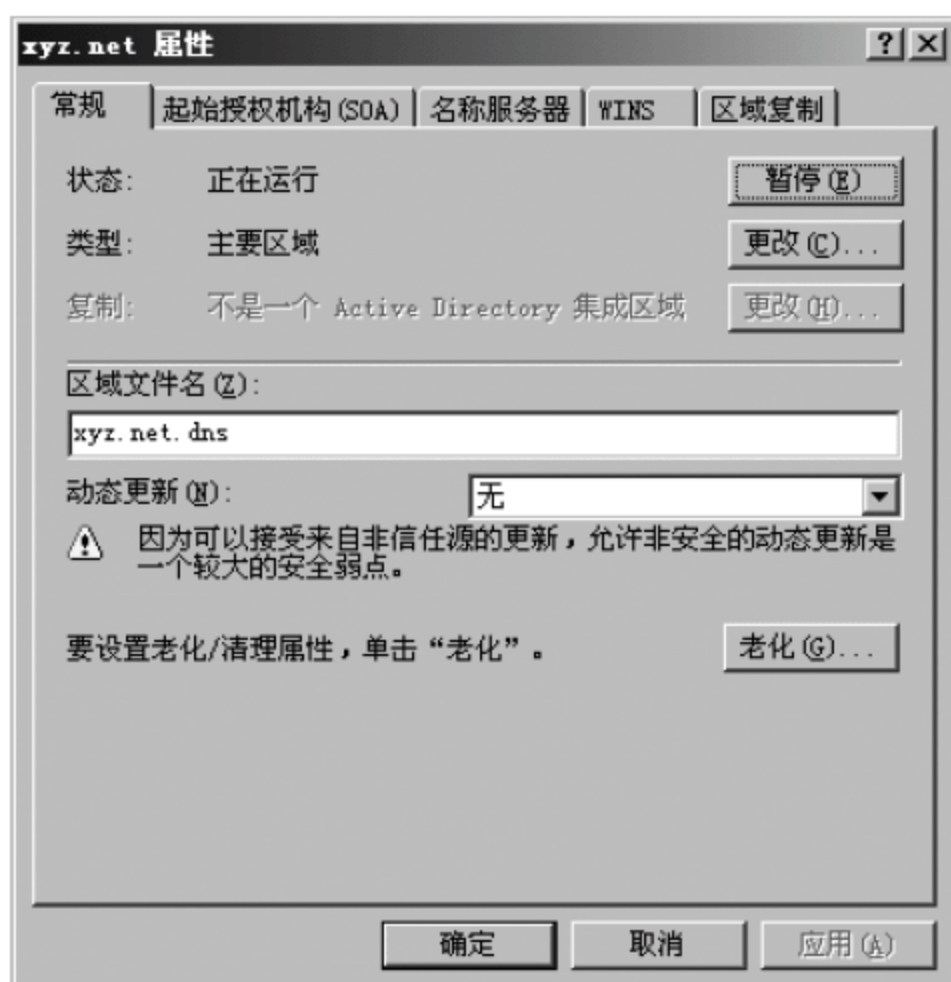 xyz.net 属性
常规 起始授权机构(SOA) 名称服务器 WINS 区域复制
状态: 正在运行 暂停(E)
类型: 主要区域 更改(C)...
复制: 不是一个 Active Directory 集成区域 更改(H)...
区域文件名(Z):
xyz.net.dns
动态更新(N): 无
因为可以接受来自非信任源的更新，允许非安全的动态更新是
一个较大的安全弱点。
要设置老化/清理属性，单击“老化”。 老化(G)...
确定 取消 应用(A)